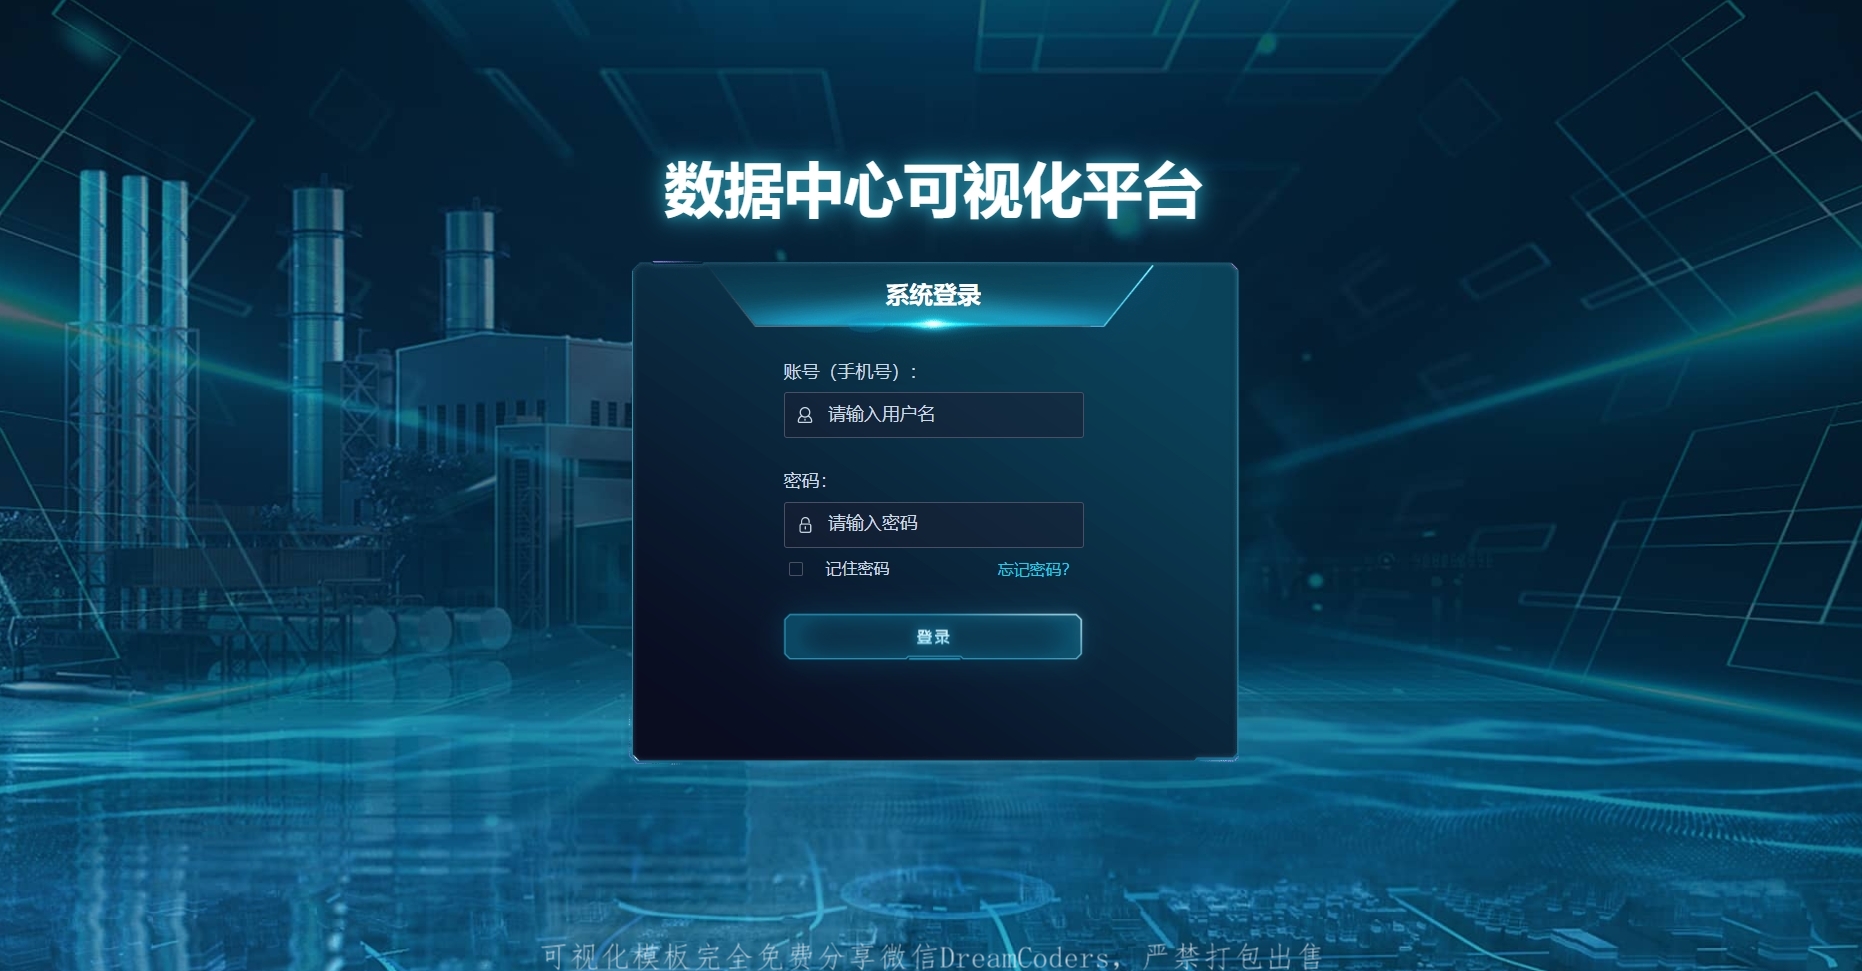 数据中心可视化平台
系统登录
账号（手机号）：
请输入用户名
密码：
请输入密码
记住密码 忘记密码?
登录
可视化模板完全免费分享微信DreamCoders，严禁打包出售